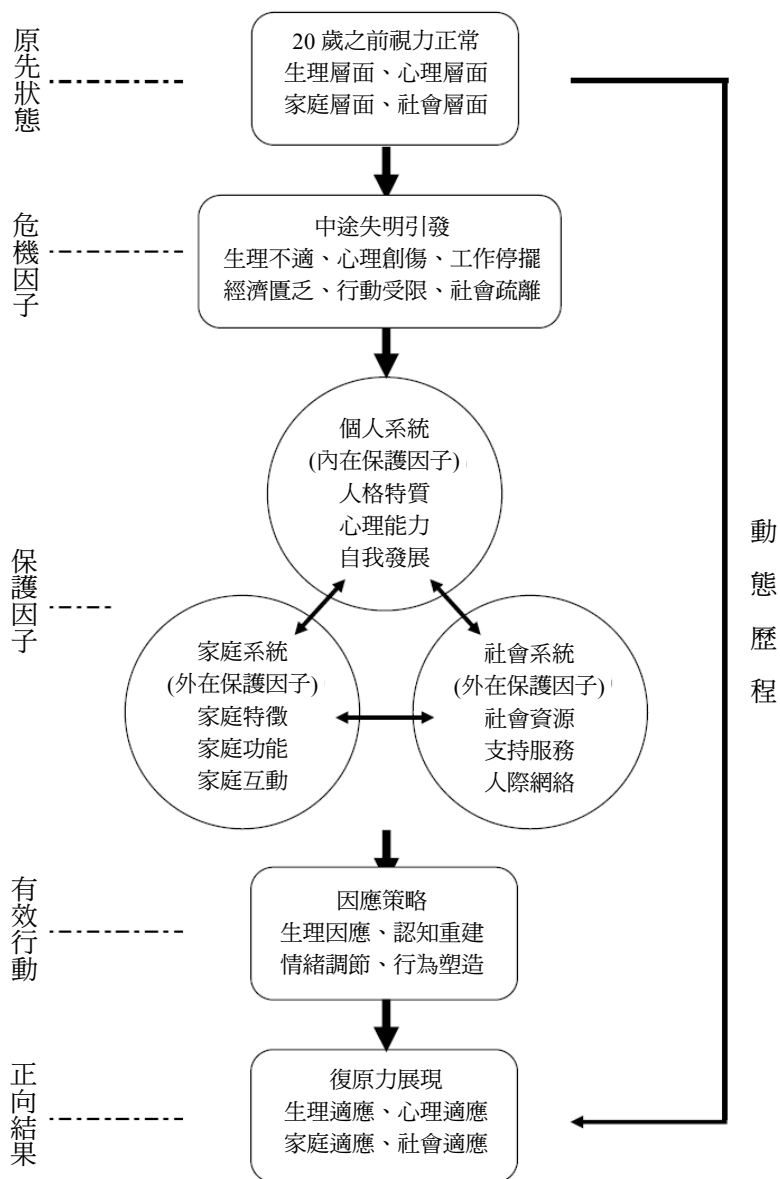 原先狀態
20 歲之前視力正常
生理層面、心理層面
家庭層面、社會層面
危機因子
中途失明引發
生理不適、心理創傷、工作停擺
經濟匱乏、行動受限、社會疏離
保護因子
個人系統
(內在保護因子)
人格特質
心理能力
自我發展
家庭系統
(外在保護因子)
家庭特徵
家庭功能
家庭互動
社會系統
(外在保護因子)
社會資源
支持服務
人際網絡
動態歷程
有效行動
因應策略
生理因應、認知重建
情緒調節、行為塑造
正向結果
復原力展現
生理適應、心理適應
家庭適應、社會適應